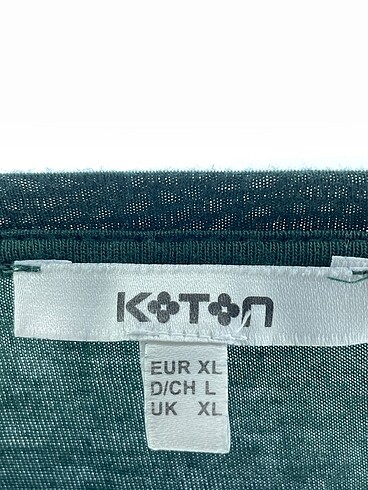 KOTON
EUR XL
D/CH L
UK XL